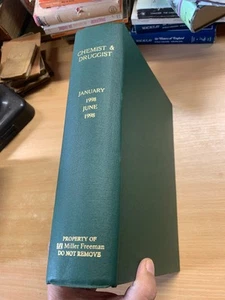 CHEMIST &
DRUGGIST
JANUARY
1998
JUNE
1998
PROPERTY OF
Miller Freeman
DO NOT REMOVE